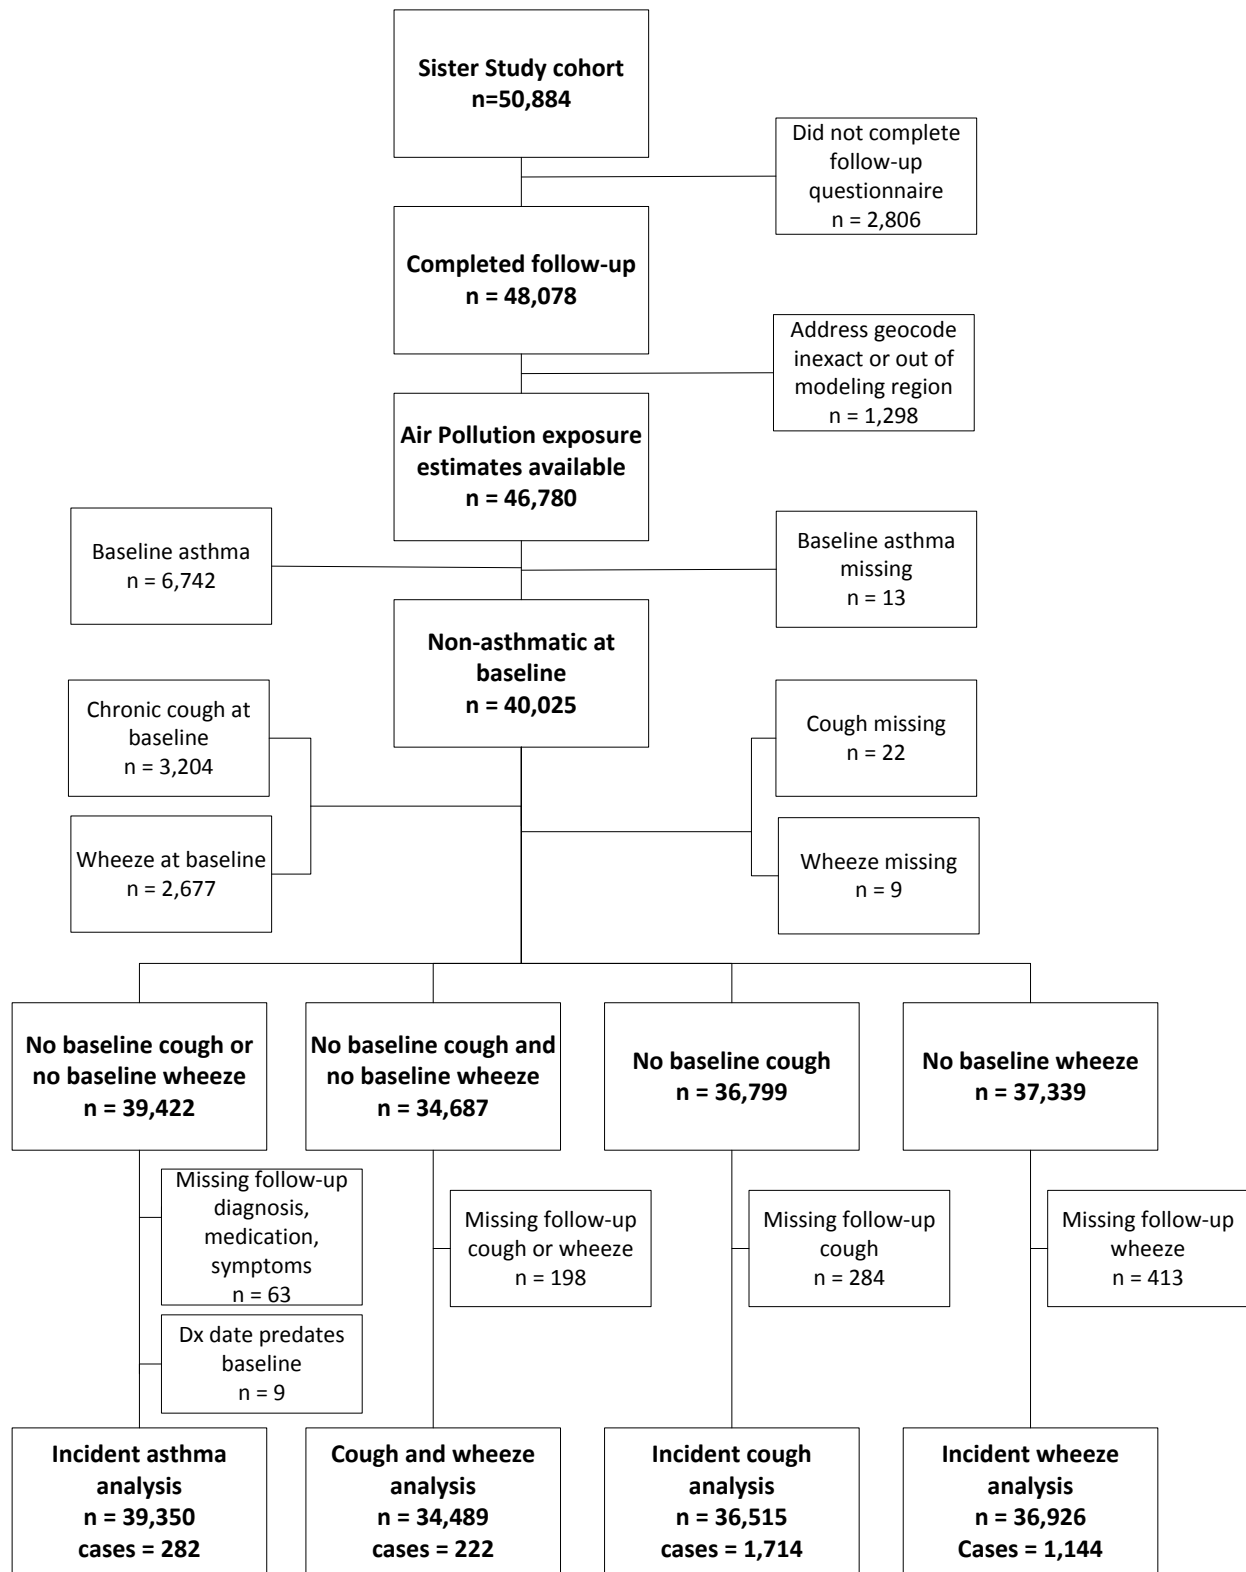 Sister Study cohort
n=50,884
Did not complete
follow-up
questionnaire
n = 2,806
Completed follow-up
n = 48,078
Address geocode
inexact or out of
modeling region
n = 1,298
Air Pollution exposure
estimates available
n = 46,780
Baseline asthma
n = 6,742
Baseline asthma
missing
n = 13
Non-asthmatic at
baseline
n = 40,025
Chronic cough at
baseline
n = 3,204
Cough missing
n = 22
Wheeze at baseline
n = 2,677
Wheeze missing
n = 9
No baseline cough or
no baseline wheeze
n = 39,422
No baseline cough and
no baseline wheeze
n = 34,687
No baseline cough
n = 36,799
No baseline wheeze
n = 37,339
Missing follow-up
diagnosis,
medication,
symptoms
n = 63
Missing follow-up
cough or wheeze
n = 198
Missing follow-up
cough
n = 284
Missing follow-up
wheeze
n = 413
Dx date predates
baseline
n = 9
Incident asthma
analysis
n = 39,350
cases = 282
Cough and wheeze
analysis
n = 34,489
cases = 222
Incident cough
analysis
n = 36,515
cases = 1,714
Incident wheeze
analysis
n = 36,926
Cases = 1,144